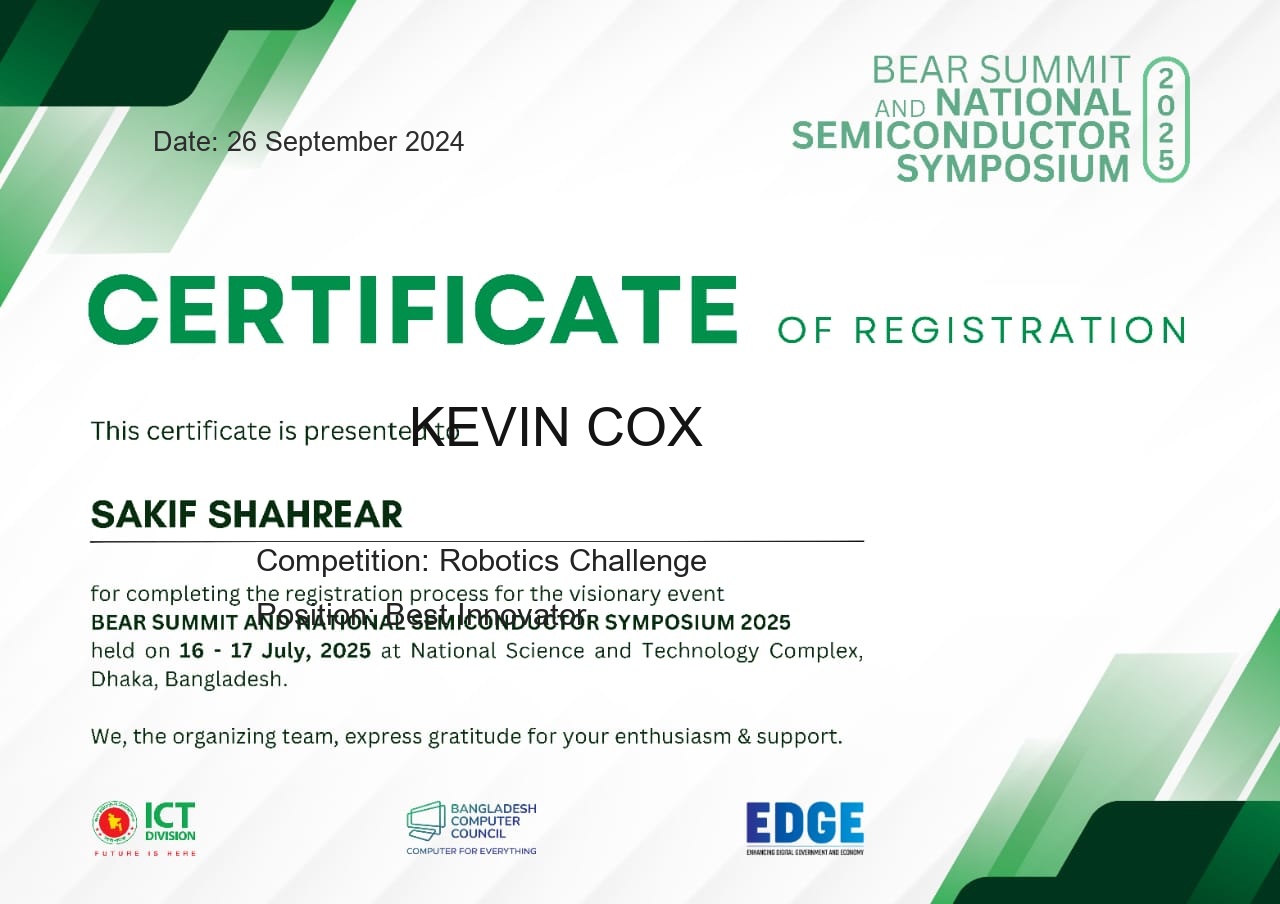 BEAR SUMMIT
AND NATIONAL
SEMICONDUCTOR
SYMPOSIUM
2025
Date: 26 September 2024
CERTIFICATE OF REGISTRATION
This certificate is presented to
KEVIN COX
SAKIF SHAHREAR
Competition: Robotics Challenge
for completing the registration process for the visionary event
Position: Best Innovator
BEAR SUMMIT AND NATIONAL SEMICONDUCTOR SYMPOSIUM 2025
held on 16 - 17 July, 2025 at National Science and Technology Complex,
Dhaka, Bangladesh.
We, the organizing team, express gratitude for your enthusiasm & support.
ICT
DIVISION
FUTURE IS HERE
BANGLADESH
COMPUTER
COUNCIL
COMPUTER FOR EVERYTHING
EDGE
ENHANCING DIGITAL GOVERNMENT AND ECONOMY